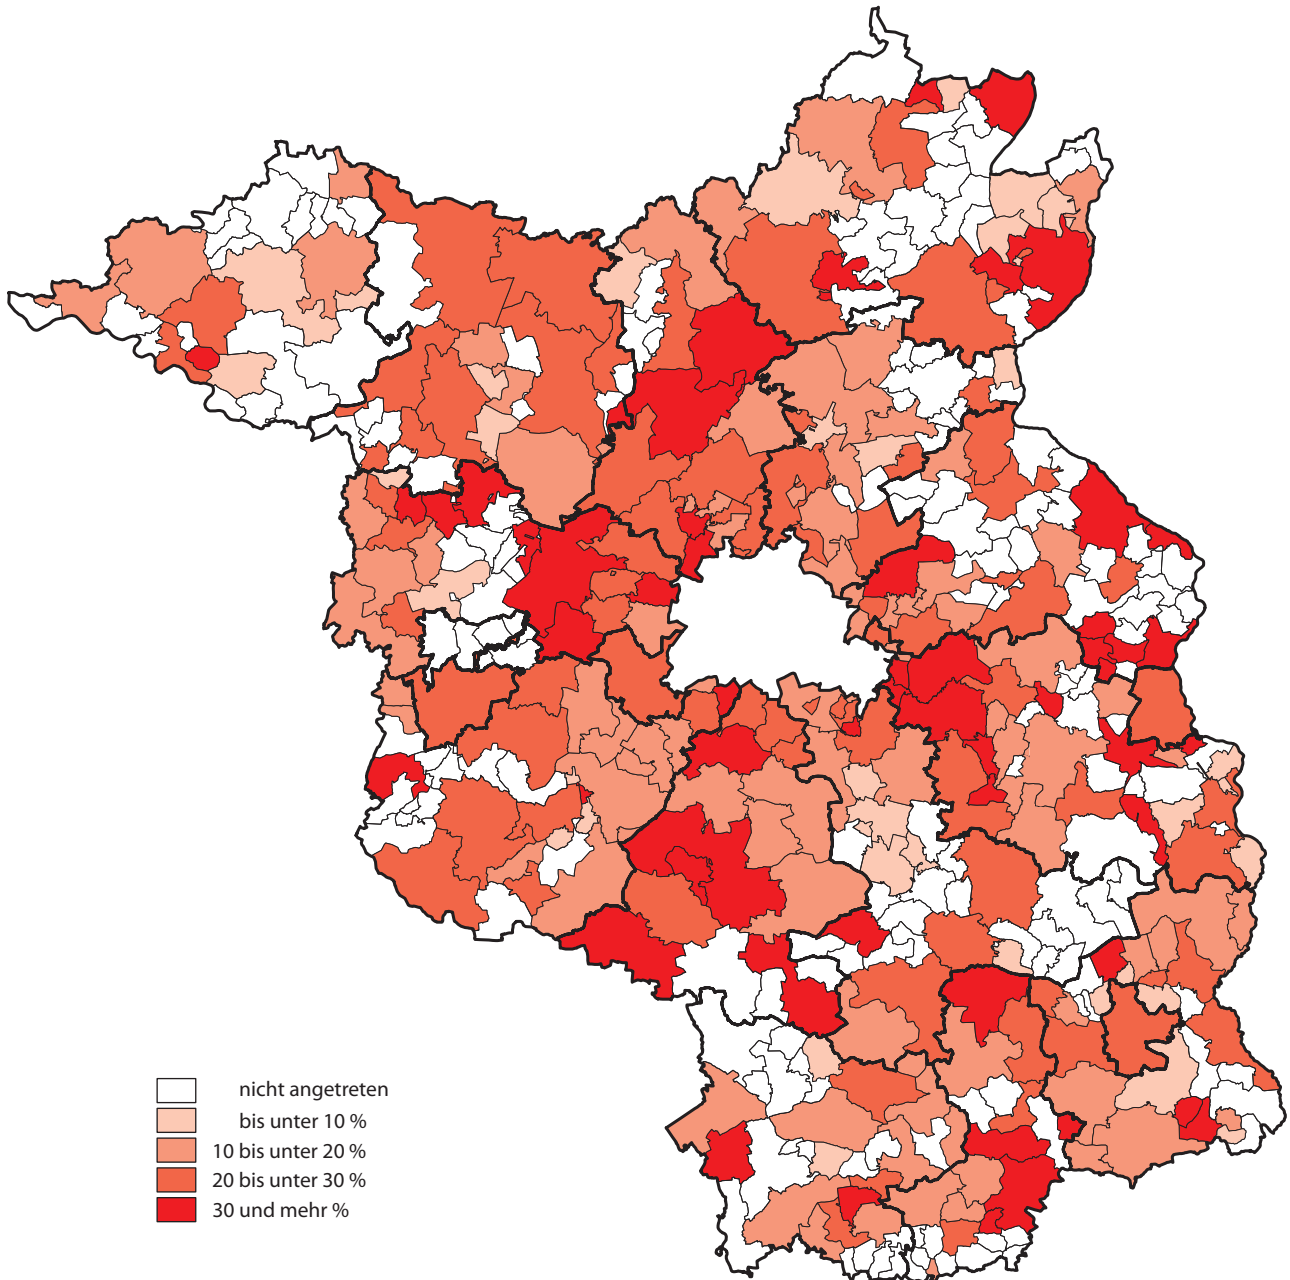 nicht angetreten
bis unter 10 %
10 bis unter 20 %
20 bis unter 30 %
30 und mehr %